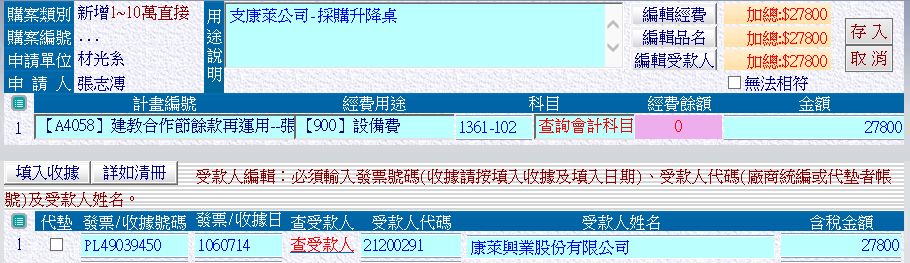 購案類別 新增1~10萬直接
購案編號 ...
申請單位 材光系
申請人 張志溥
用途說明
支康萊公司-採購升降桌
編輯經費 加總:$27800
編輯品名 加總:$27800
編輯受款人 加總:$27800
無法相符
存入
取消
計畫編號 經費用途 科目 經費餘額 金額
1 【A4058】建教合作節餘款再運用--張 【900】設備費 1361-102 查詢會計科目 0 27800
填入收據 詳如清冊 受款人編輯：必須輸入發票號碼(收據請按填入收據及填入日期)、受款人代碼(廠商統編或代墊者帳
號)及受款人姓名。
代墊 發票/收據號碼 發票/收據日 查受款人 受款人代碼 受款人姓名 含稅金額
1 PL49039450 1060714 查受款人 21200291 康萊興業股份有限公司 27800